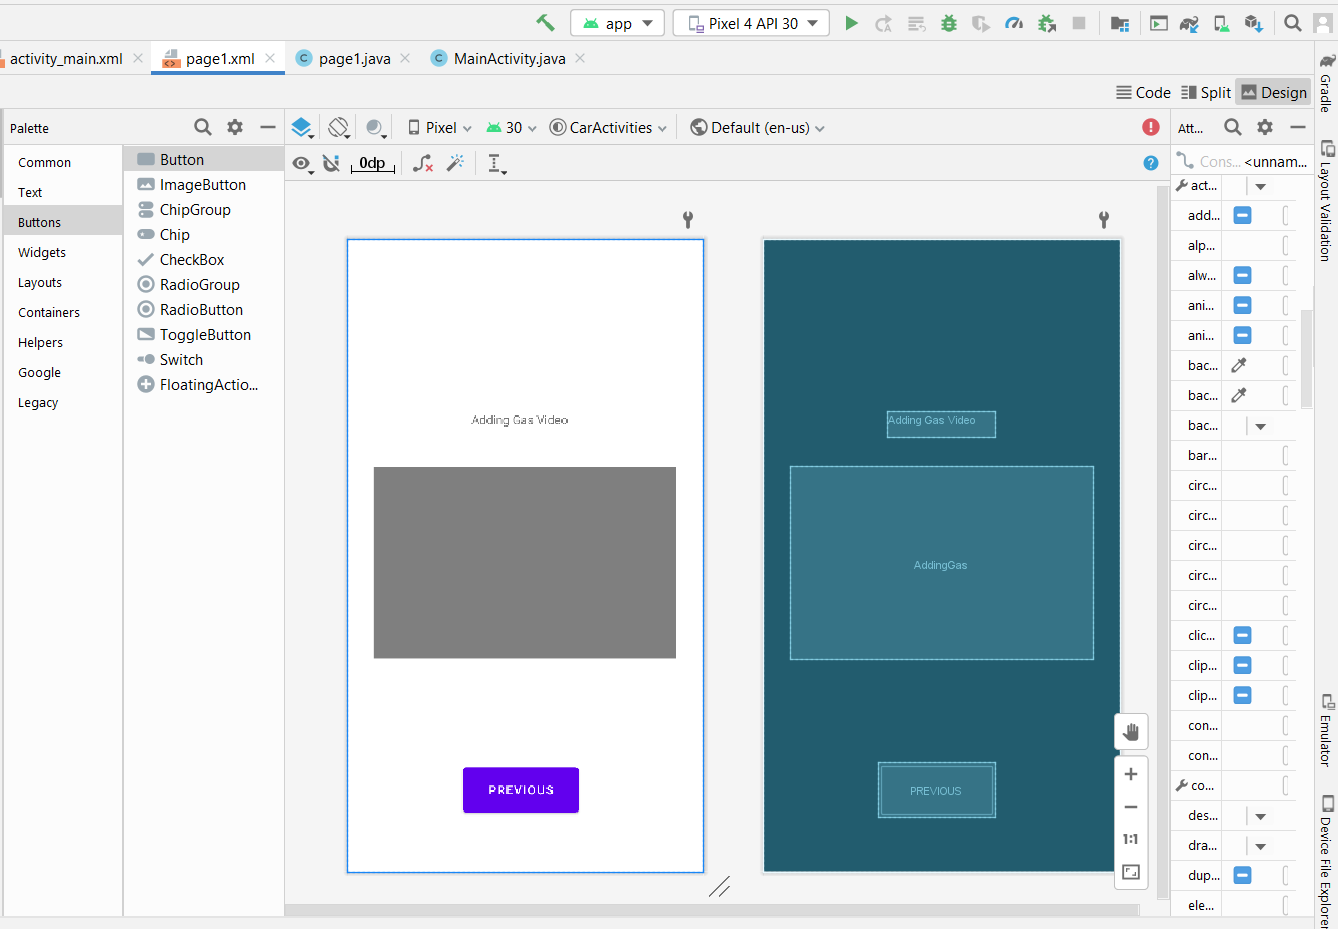 app
Pixel 4 API 30
activity_main.xml
page1.xml
page1.java
MainActivity.java
Code
Split
Design
Palette
Pixel
30
CarActivities
Default (en-us)
Att...
0dp
Cons...
<unnam...
Common
Text
Buttons
Widgets
Layouts
Containers
Helpers
Google
Legacy
Button
ImageButton
ChipGroup
Chip
CheckBox
RadioGroup
RadioButton
ToggleButton
Switch
FloatingActio...
Adding Gas Video
PREVIOUS
Adding Gas Video
AddingGas
PREVIOUS
1:1
act...
add...
alp...
alw...
ani...
ani...
bac...
bac...
bac...
bar...
circ...
circ...
circ...
circ...
circ...
clic...
clip...
clip...
con...
con...
co...
des...
dra...
dup...
ele...
Gradle
Layout Validation
Emulator
Device File Explorer